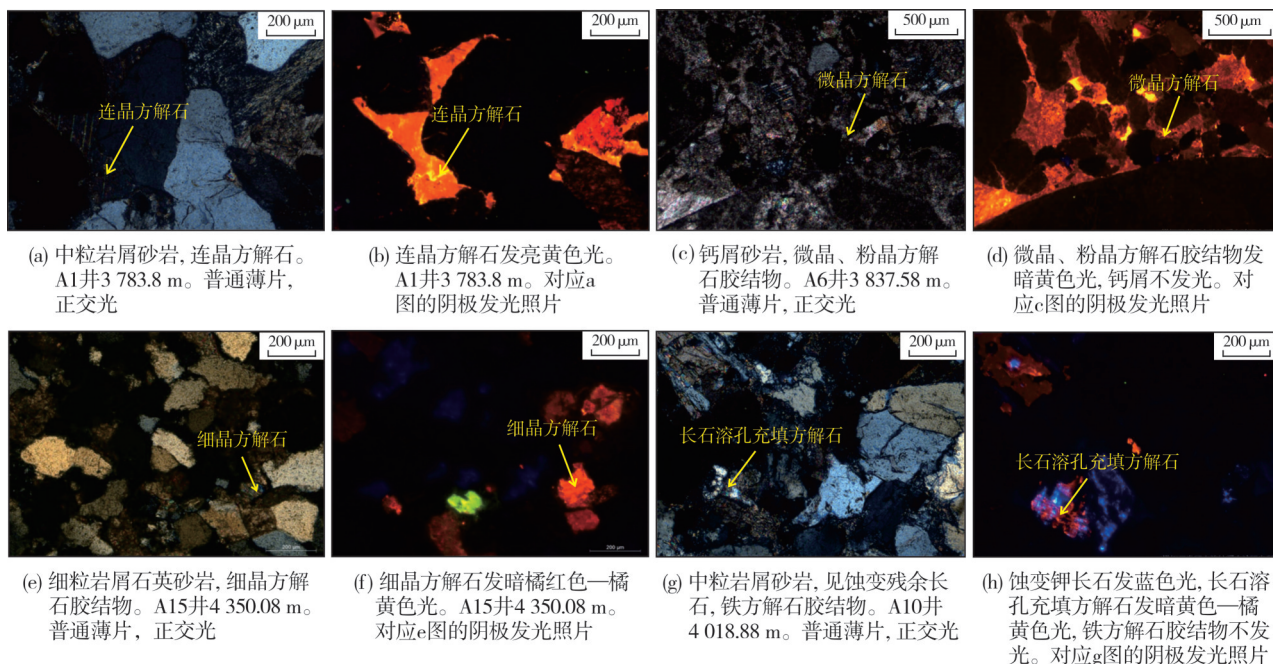 200 μm
200 μm
500 μm
500 μm
连晶方解石
连晶方解石
微晶方解石
微晶方解石
(a) 中粒岩屑砂岩, 连晶方解石。
A1井3 783.8 m。普通薄片,
正交光
(b) 连晶方解石发亮黄色光。
A1井3 783.8 m。对应a
图的阴极发光照片
(c) 钙屑砂岩, 微晶、粉晶方解
石胶结物。A6井3 837.58 m。
普通薄片, 正交光
(d) 微晶、粉晶方解石胶结物发
暗黄色光, 钙屑不发光。对
应c图的阴极发光照片
200 μm
200 μm
200 μm
200 μm
细晶方解石
细晶方解石
长石溶孔充填方解石
长石溶孔充填方解石
200 μm
200 μm
(e) 细粒岩屑石英砂岩, 细晶方解
石胶结物。A15井4 350.08 m。
普通薄片, 正交光
(f) 细晶方解石发暗橘红色—橘
黄色光。A15井4 350.08 m。
对应e图的阴极发光照片
(g) 中粒岩屑砂岩, 见蚀变残余长
石, 铁方解石胶结物。A10井
4 018.88 m。普通薄片, 正交光
(h) 蚀变钾长石发蓝色光, 长石溶
孔充填方解石发暗黄色—橘
黄色光, 铁方解石胶结物不发
光。对应g图的阴极发光照片